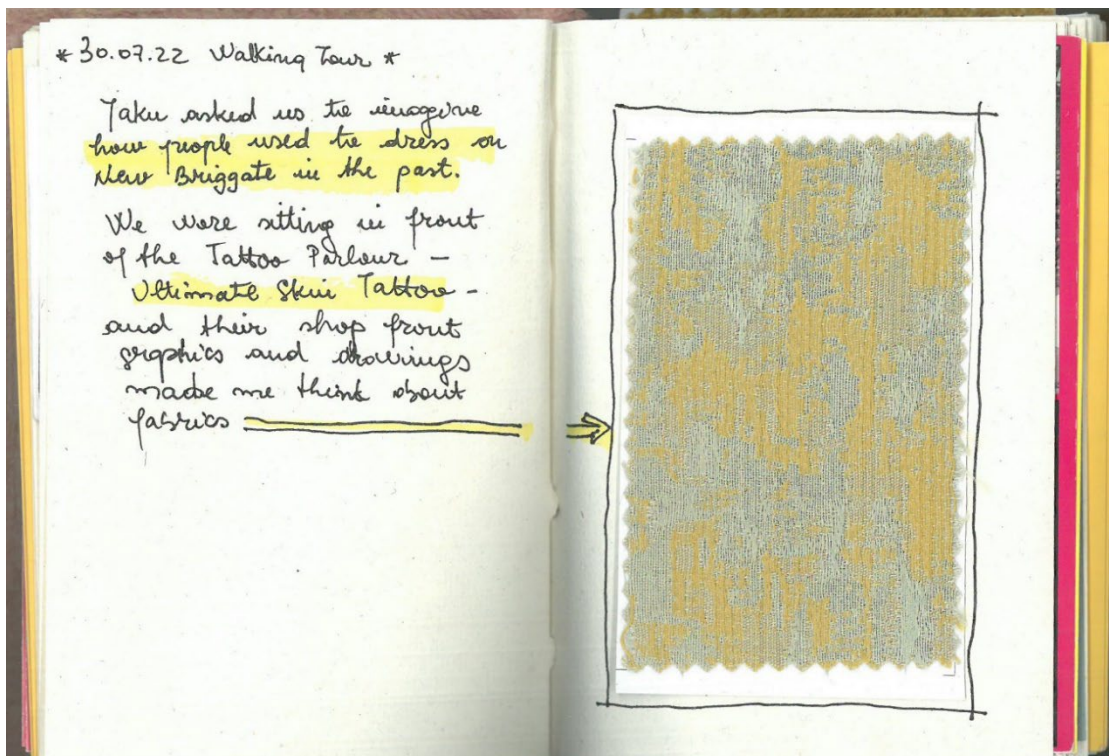 * 30.07.22 Walking Tour *
Yaku asked us to imagine
how people used to dress on
New Briggate in the past.
We were sitting in front
of the Tattoo Parlour –
Ultimate Skin Tattoo –
and their shop front
graphics and drawings
made me think about
fabrics